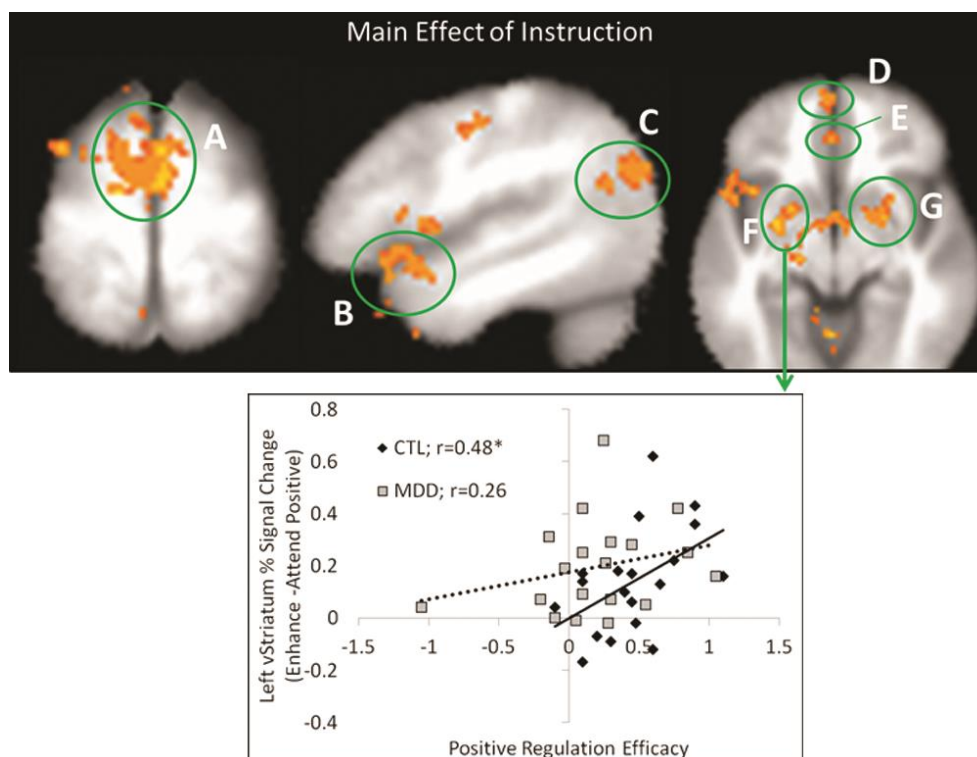 Main Effect of Instruction
A
B
C
D
E
F
G
Left vStriatum % Signal Change
(Enhance -Attend Positive)
0.8
0.6
0.4
0.2
0
-0.2
-0.4
CTL; r=0.48*
MDD; r=0.26
-1.5 -1 -0.5 0 0.5 1 1.5
Positive Regulation Efficacy